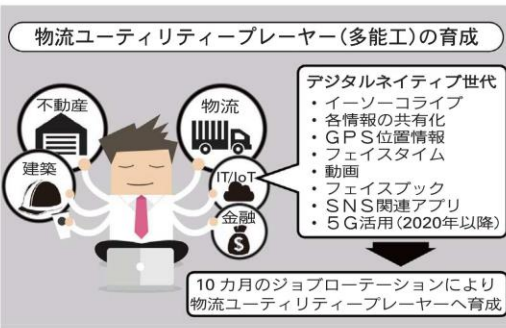 物流ユーティリティープレーヤー(多能工)の育成
不動産
物流
建築
IT/IoT
金融
デジタルネイティブ世代
・イーソーコライブ
・各情報の共有化
・GPS位置情報
・フェイスタイム
・動画
・フェイスブック
・SNS関連アプリ
・5G活用(2020年以降)
10カ月のジョブローテーションにより
物流ユーティリティープレーヤーへ育成